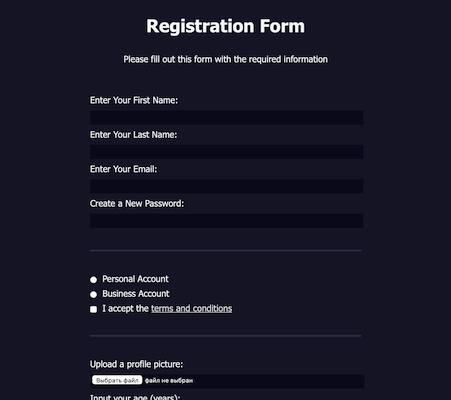 Registration Form
Please fill out this form with the required information
Enter Your First Name:
Enter Your Last Name:
Enter Your Email:
Create a New Password:
Personal Account
Business Account
I accept the terms and conditions
Upload a profile picture:
Выбрать файл файл не выбран
Input your age (years):